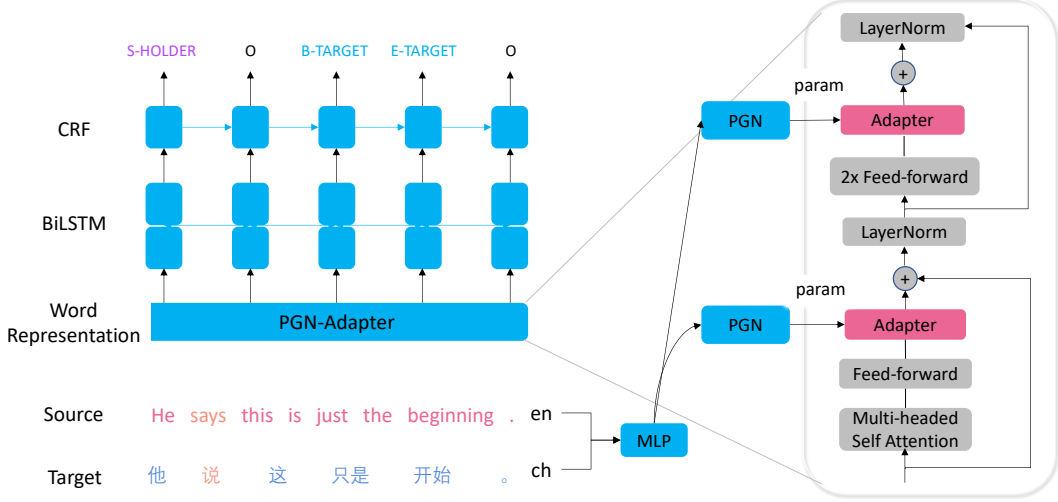 S-HOLDER O B-TARGET E-TARGET O
CRF
BiLSTM
Word
Representation
PGN-Adapter
Source He says this is just the beginning . en
Target 他 说 这 只是 开始 。 ch
MLP
PGN
param
PGN
param
LayerNorm
+
Adapter
2x Feed-forward
LayerNorm
+
Adapter
Feed-forward
Multi-headed
Self Attention